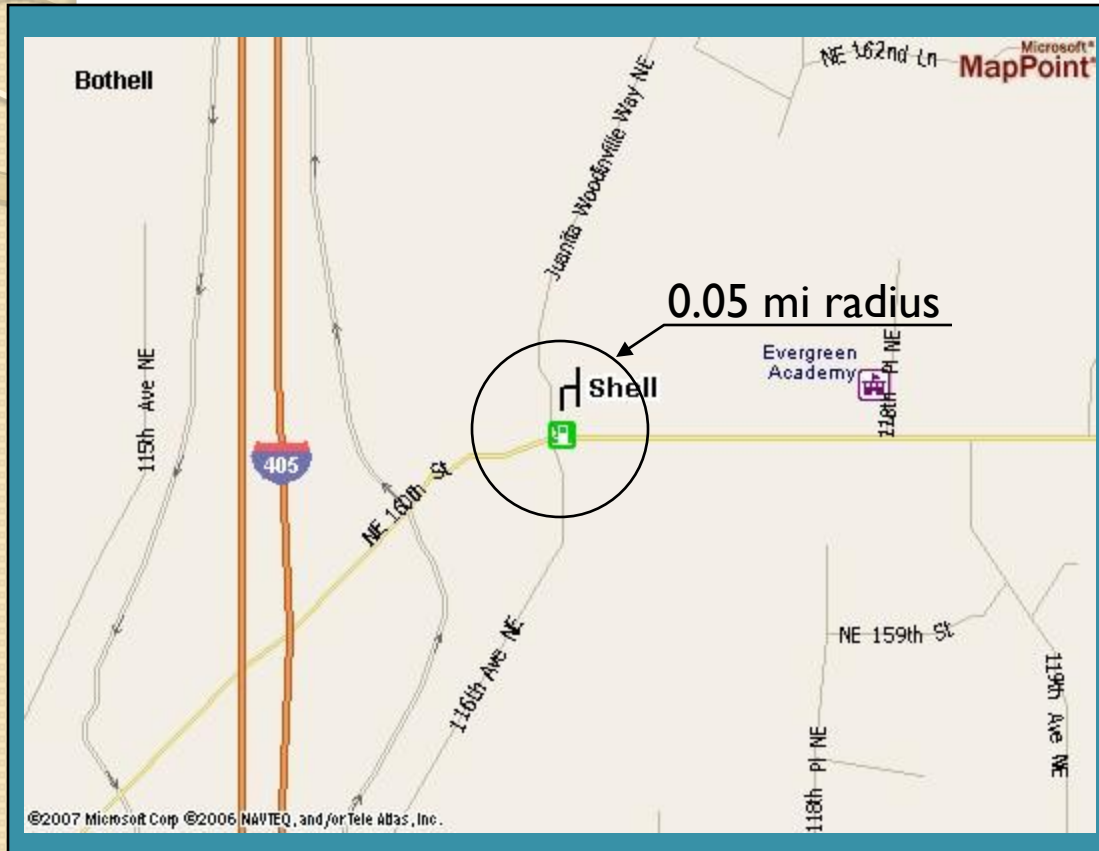 Bothell
NE 162nd Ln
Microsoft®
MapPoint®
Juanita Woodinville Way NE
0.05 mi radius
Evergreen
Academy
Shell
118th Pl NE
115th Ave NE
405
NE 160th St
116th Ave NE
NE 159th St
119th Ave NE
118th Pl NE
©2007 Microsoft Corp ©2006 NAVTEQ, and/or Tele Atlas, Inc.